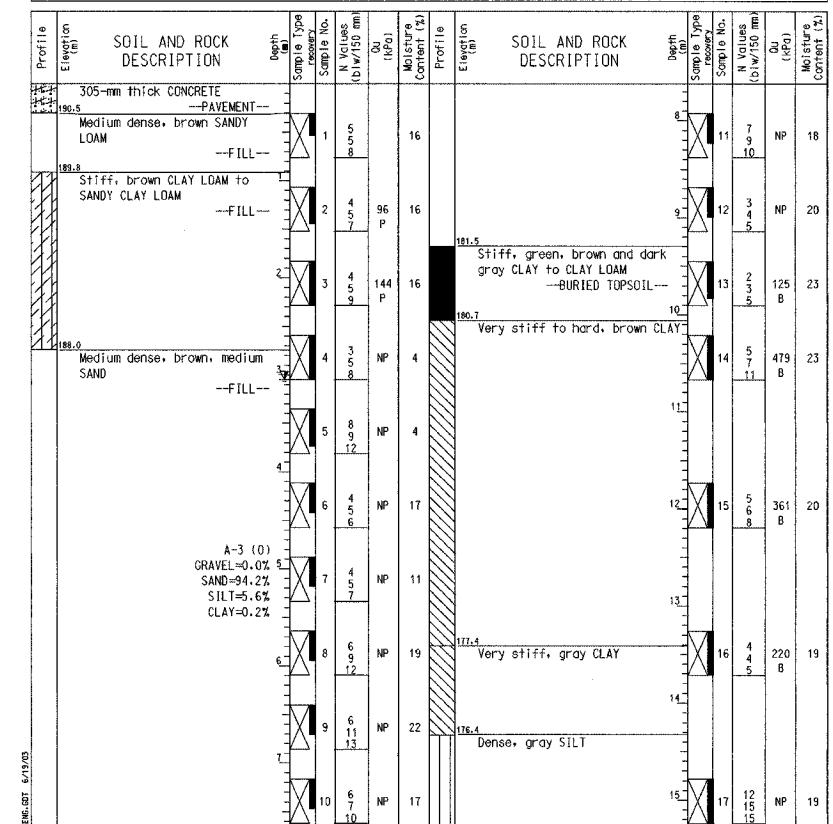 Profile
Elevation (m)
SOIL AND ROCK DESCRIPTION
Depth (m)
Sample Type recovery
Sample No.
N Values (blw/150 mm)
Qu (kPa)
Moisture Content (%)
Profile
Elevation (m)
SOIL AND ROCK DESCRIPTION
Depth (m)
Sample Type recovery
Sample No.
N Values (blw/150 mm)
Qu (kPa)
Moisture Content (%)
305-mm thick CONCRETE
190.5 ---PAVEMENT--
Medium dense, brown SANDY
LOAM
---FILL--
1 5 5 8 16
189.8
1
Stiff, brown CLAY LOAM to
SANDY CLAY LOAM
---FILL--
2 4 5 7 96 P 16
2
3 4 5 9 144 P 16
188.0
Medium dense, brown, medium
SAND
---FILL--
3
4 3 5 8 NP 4
5 8 9 12 NP 4
4
6 4 5 6 NP 17
A-3 (0)
GRAVEL=0.0%
SAND=94.2%
SILT=5.6%
CLAY=0.2%
5
7 4 5 7 NP 11
8 6 9 12 NP 19
6
9 6 11 13 NP 22
7
10 6 7 10 NP 17
8
11 7 9 10 NP 18
9
12 3 4 5 NP 20
181.5
Stiff, green, brown and dark
gray CLAY to CLAY LOAM
---BURIED TOPSOIL---
13 2 3 5 125 B 23
10
180.7
Very stiff to hard, brown CLAY
14 5 7 11 479 B 23
11
12
15 5 6 8 361 B 20
13
177.4
Very stiff, gray CLAY
16 4 4 5 220 B 19
14
176.4
Dense, gray SILT
15
17 12 15 15 NP 19
ENG.GDT 6/19/03